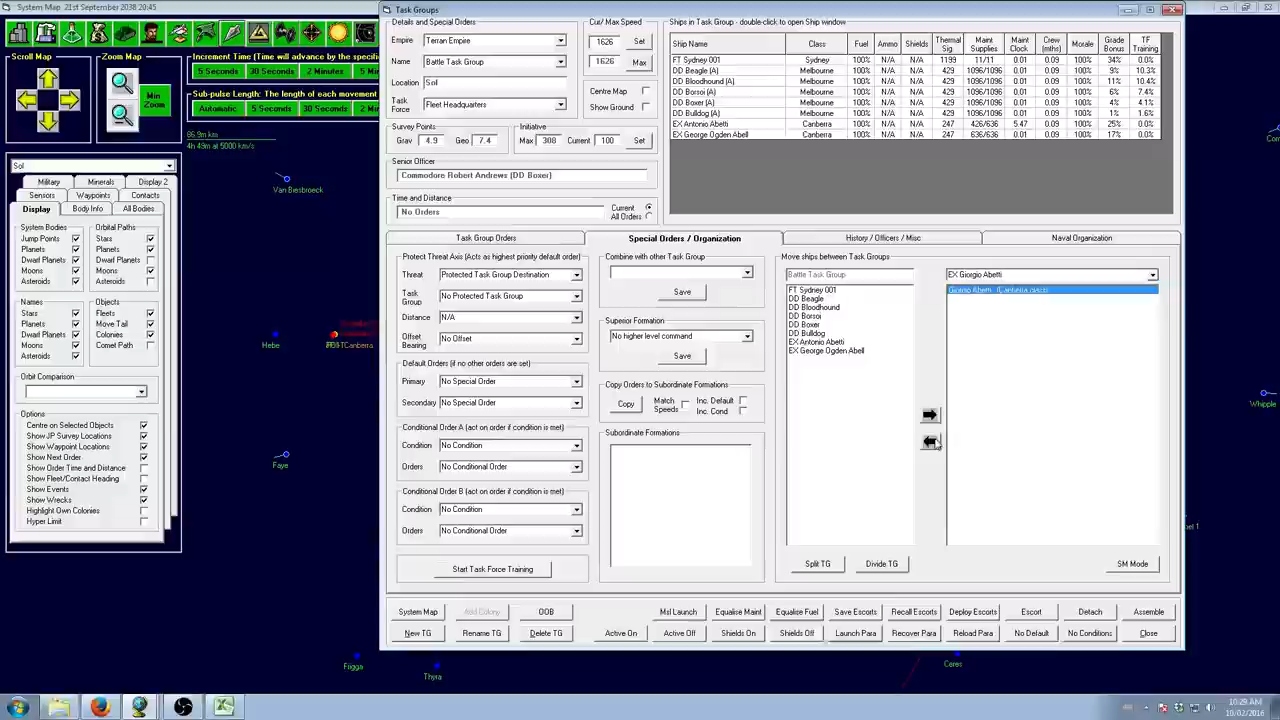 System Map 21st September 2038 20:45
Scroll Map
Zoom Map
Min Zoom
Increment Time (Time will advance by the specifie
5 Seconds 30 Seconds 2 Minutes 5 M
Sub-pulse Length: The length of each movement
Automatic 5 Seconds 30 Seconds 2 Min
86.9m km
4h 49m at 5000 km/s
Sol
Military Minerals Display 2
Sensors Waypoints Contacts
Display Body Info All Bodies
System Bodies
Jump Points
Planets
Dwarf Planets
Moons
Asteroids
Orbital Paths
Stars
Planets
Dwarf Planets
Moons
Asteroids
Names
Stars
Planets
Dwarf Planets
Moons
Asteroids
Objects
Fleets
Move Tail
Colonies
Comet Path
Orbit Comparison
Options
Centre on Selected Objects
Show JP Survey Locations
Show Waypoint Locations
Show Next Order
Show Order Time and Distance
Show Fleet/Contact Heading
Show Events
Show Wrecks
Highlight Own Colonies
Hyper Limit
Van Biesbroeck
Hebe
Faye
Frigga
Thyra
Ceres
Whipple
Task Groups
Details and Special Orders
Empire Terran Empire
Name Battle Task Group
Location Sol
Task Force Fleet Headquaters
Cur/ Max Speed
1626 Set
1626 Max
Centre Map
Show Ground
Survey Points
Grav 4.9 Geo 7.4
Initiative
Max 308 Current 100 Set
Senior Officer
Commodore Robert Andrews (DD Boxer)
Time and Distance
No Orders
Current
All Orders
Ships in Task Group - double-click to open Ship window
Ship Name Class Fuel Ammo Shields Thermal Sig Maint Supplies Maint Clock Crew (mths) Morale Grade Bonus TF Training
FT Sydney 001 Sydney 100% N/A N/A 1199 11/11 0.01 0.09 100% 34% 0.0%
DD Beagle (A) Melbourne 100% N/A N/A 429 1096/1096 0.01 0.09 100% 9% 10.3%
DD Bloodhound (A) Melbourne 100% N/A N/A 429 1096/1096 0.01 0.09 100% 11% 10.4%
DD Borsoi (A) Melbourne 100% N/A N/A 429 1096/1096 0.01 0.09 100% 6% 7.4%
DD Boxer (A) Melbourne 100% N/A N/A 429 1096/1096 0.01 0.09 100% 4% 4.1%
DD Bulldog (A) Melbourne 100% N/A N/A 429 1096/1096 0.01 0.09 100% 1% 1.6%
EX Antonio Abetti Canberra 100% N/A N/A 247 426/636 5.47 0.09 100% 25% 0.0%
EX George Ogden Abell Canberra 100% N/A N/A 247 636/636 0.01 0.09 100% 17% 0.0%
Task Group Orders
Special Orders / Organization
History / Officers / Misc
Naval Organization
Protect Threat Axis (Acts as highest priority default order)
Threat Protected Task Group Destination
Task Group No Protected Task Group
Distance N/A
Offset Bearing No Offset
Default Orders (if no other orders are set)
Primary No Special Order
Secondary No Special Order
Conditional Order A (act on order if condition is met)
Condition No Condition
Orders No Conditional Order
Conditional Order B (act on order if condition is met)
Condition No Condition
Orders No Conditional Order
Start Task Force Training
Combine with other Task Group
Save
Superior Formation
No higher level command
Save
Copy Orders to Subordinate Formations
Copy Match Speeds Inc. Default
Inc. Cond
Subordinate Formations
Move ships between Task Groups
Battle Task Group
FT Sydney 001
DD Beagle
DD Bloodhound
DD Borsoi
DD Boxer
DD Bulldog
EX Antonio Abetti
EX George Ogden Abell
EX Giorgio Abetti
Giorgio Abetti (Canberra class)
Split TG Divide TG SM Mode
System Map Add Colony OOB Msl Launch Equalise Maint Equalise Fuel Save Escorts Recall Escorts Deploy Escorts Escort Detach Assemble
New TG Rename TG Delete TG Active On Active Off Shields On Shields Off Launch Para Recover Para Reload Para No Default No Conditions Close
10:29 AM
10/02/2016